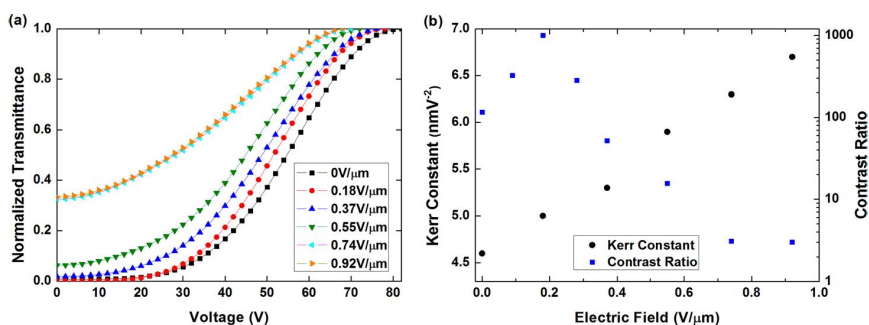 (a)
1.0
0.8
0.6
0.4
0.2
0.0
Normalized Transmittance
0 10 20 30 40 50 60 70 80
Voltage (V)
0V/μm
0.18V/μm
0.37V/μm
0.55V/μm
0.74V/μm
0.92V/μm
(b)
7.0
6.5
6.0
5.5
5.0
4.5
Kerr Constant (nmV-2)
0.0 0.2 0.4 0.6 0.8 1.0
Electric Field (V/μm)
Kerr Constant
Contrast Ratio
1000
100
10
1
Contrast Ratio